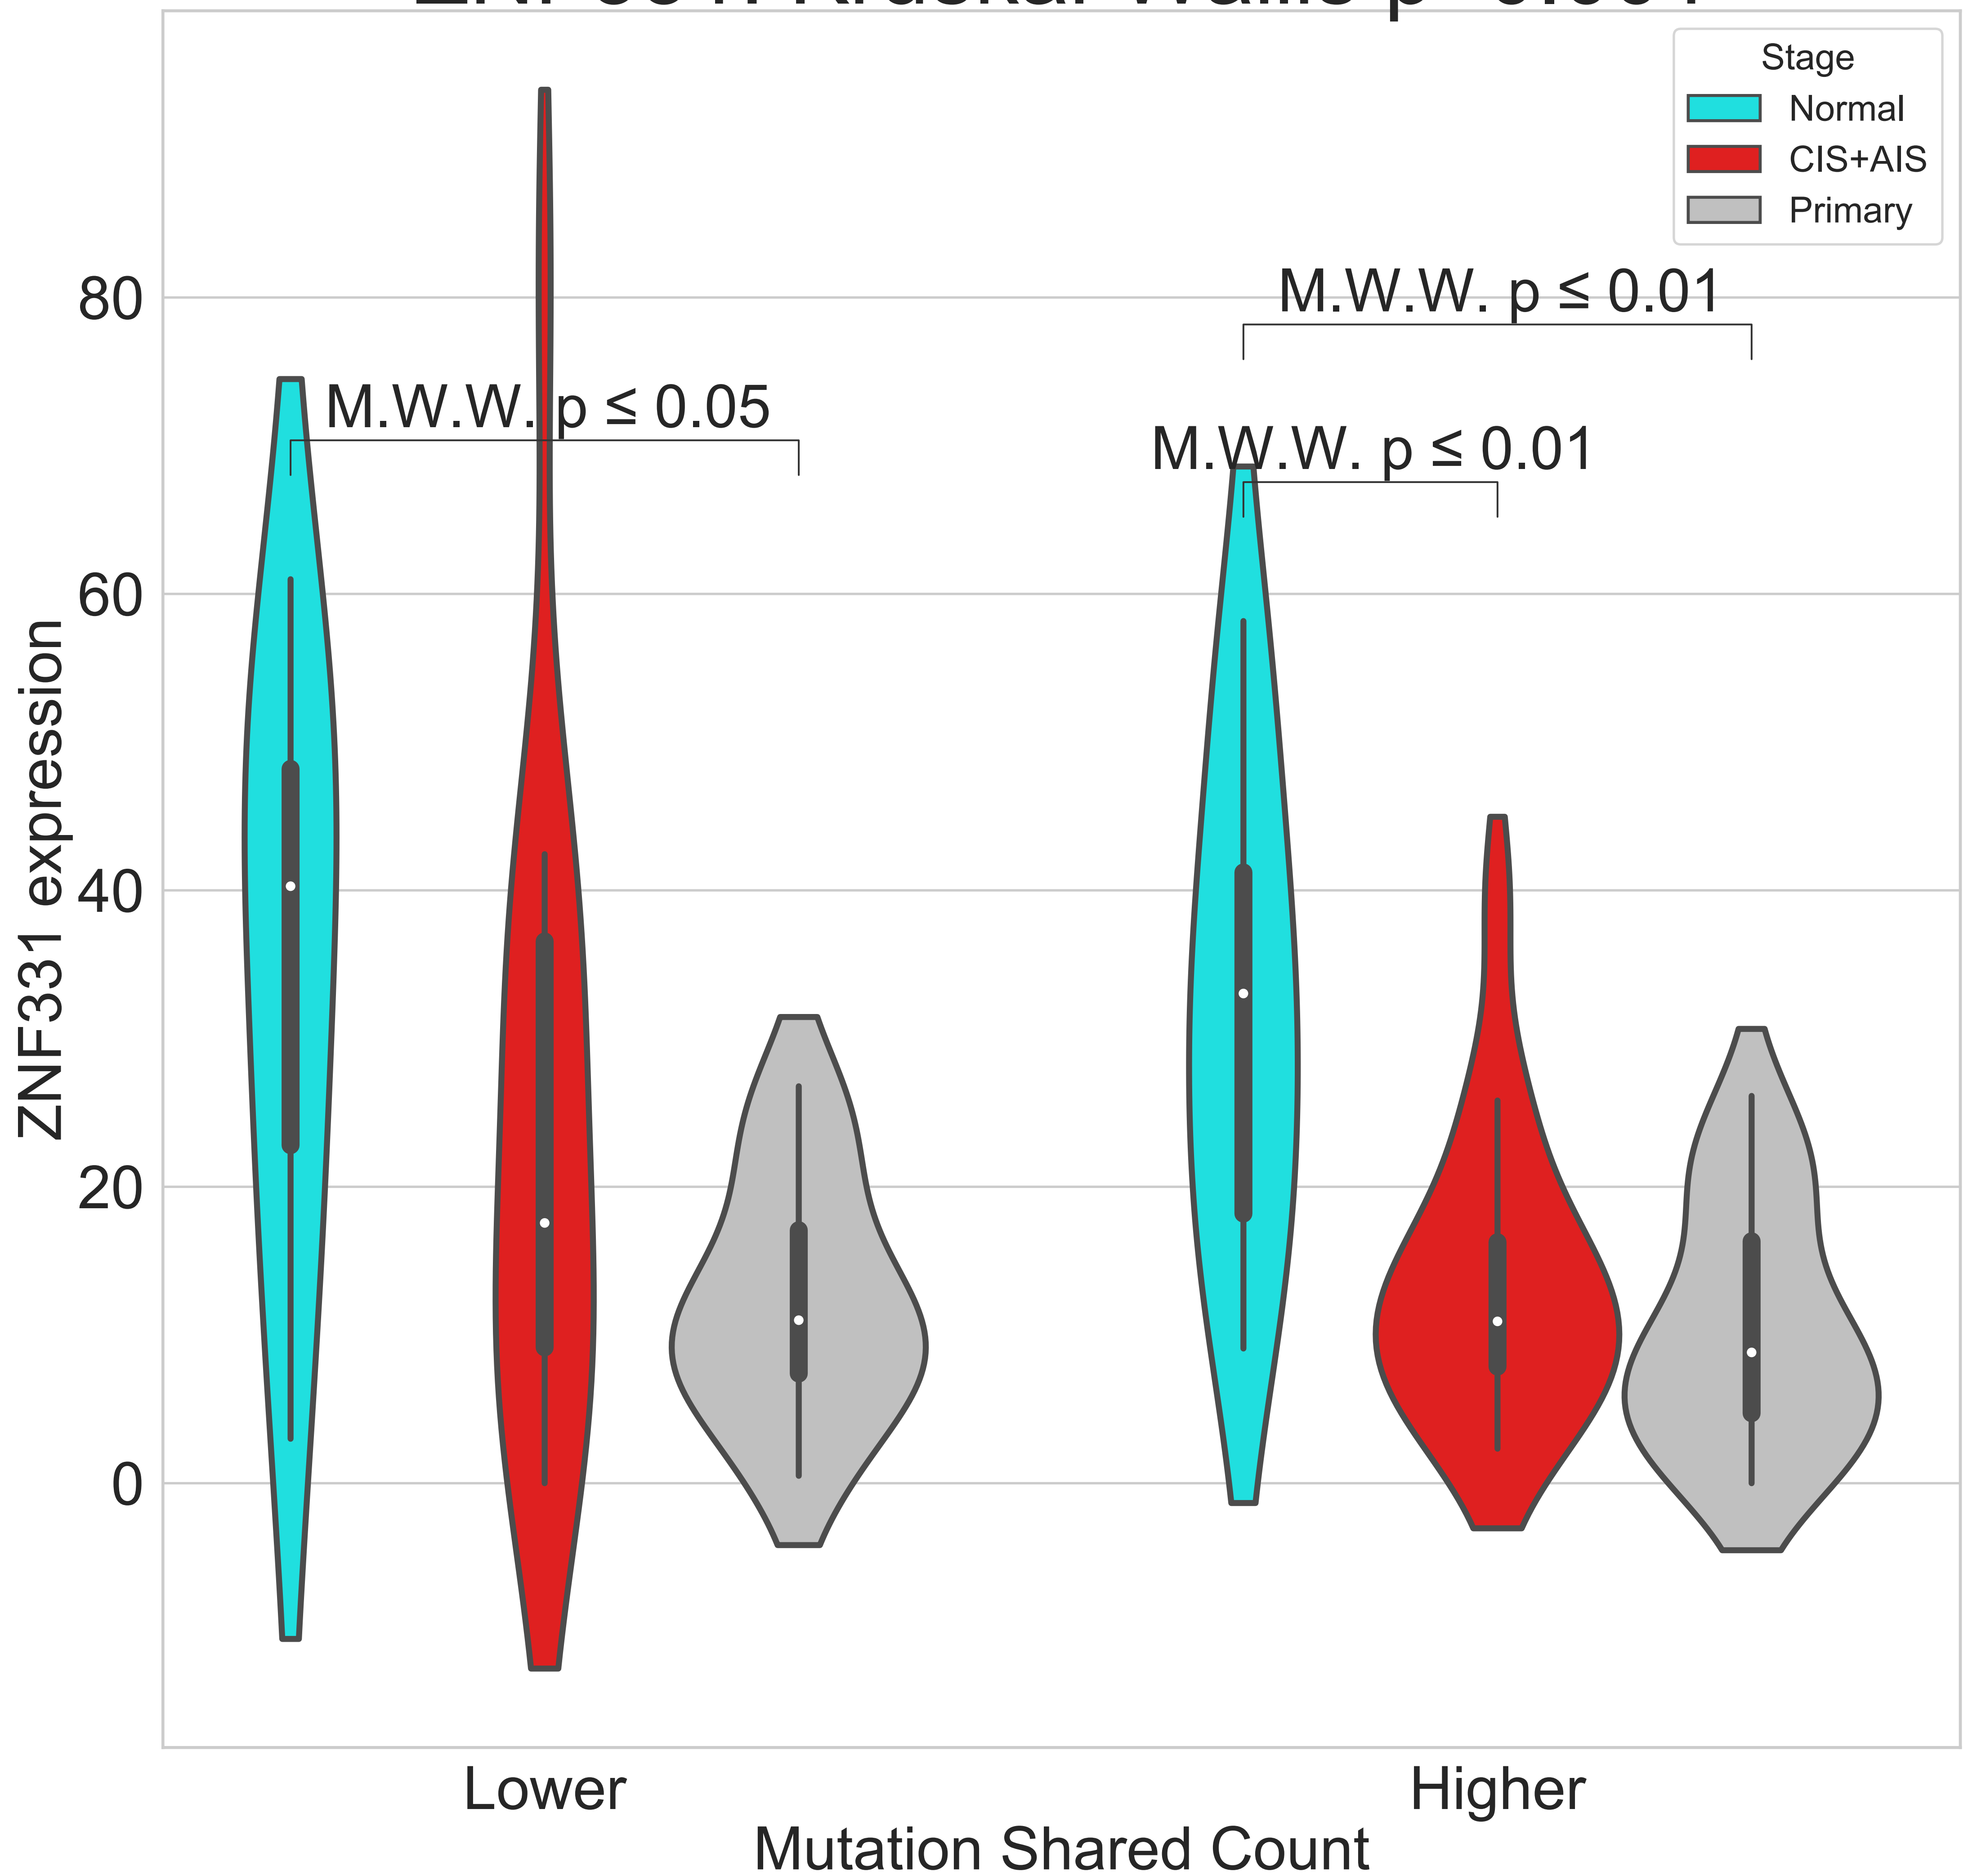 Stage
Normal
CIS+AIS
Primary
80
60
40
20
0
ZNF331 expression
M.W.W. p ≤ 0.01
M.W.W. p ≤ 0.05
M.W.W. p ≤ 0.01
Lower
Higher
Mutation Shared Count